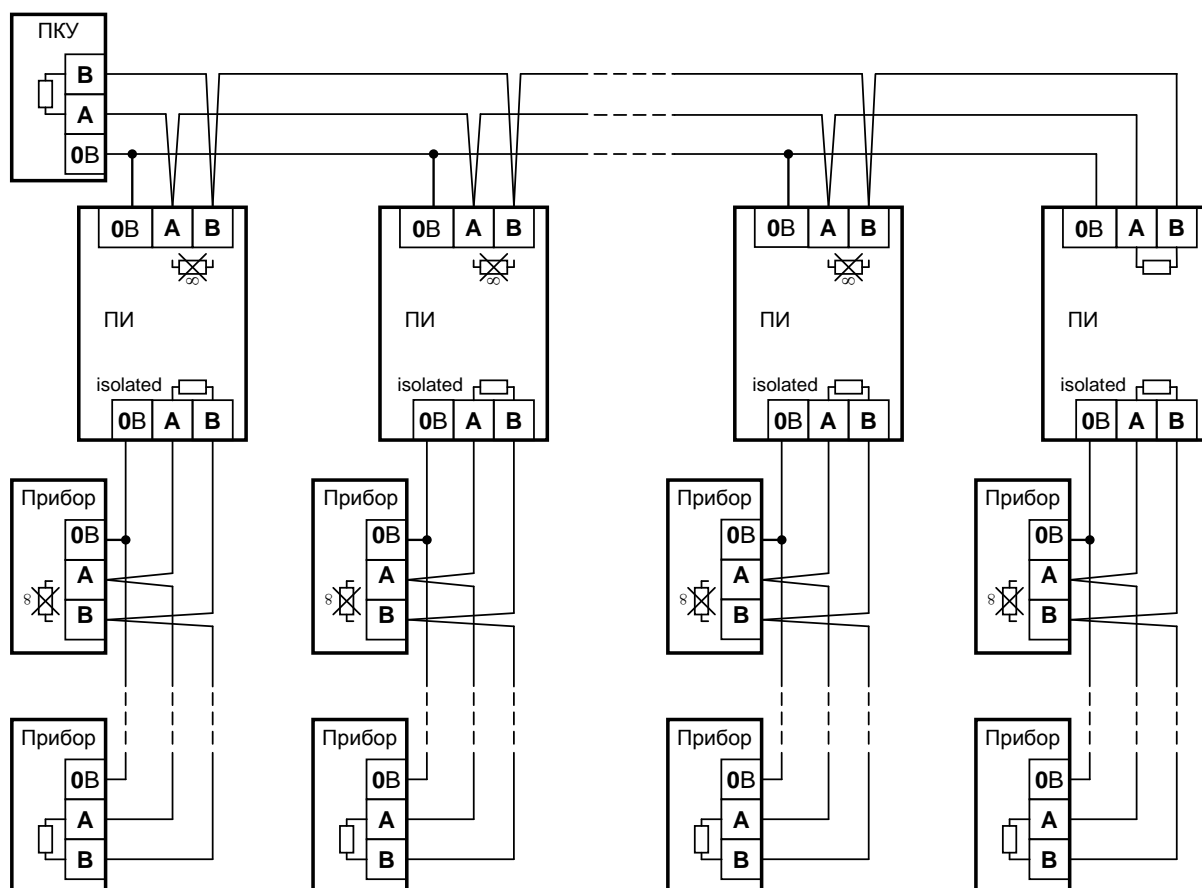 ПКУ
B
A
0В
0В A B
0В A B
0В A B
0В A B
∞
∞
∞
ПИ
ПИ
ПИ
ПИ
isolated
isolated
isolated
isolated
0В A B
0В A B
0В A B
0В A B
Прибор
0В
A
B
∞
Прибор
0В
A
B
∞
Прибор
0В
A
B
∞
Прибор
0В
A
B
∞
Прибор
0В
A
B
Прибор
0В
A
B
Прибор
0В
A
B
Прибор
0В
A
B